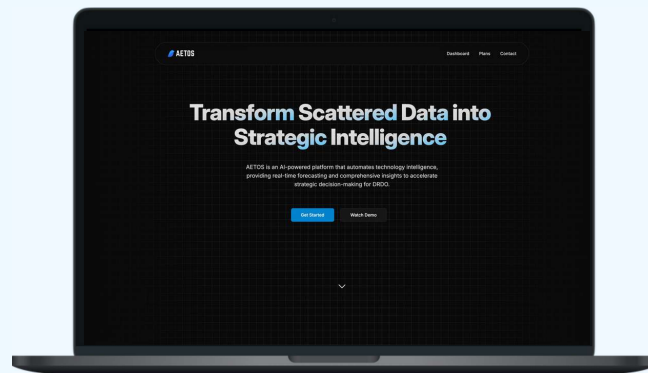 AETOS
Dashboard Plans Contact
Transform Scattered Data into
Strategic Intelligence
AETOS is an AI-powered platform that automates technology intelligence,
providing real-time forecasting and comprehensive insights to accelerate
strategic decision-making for DRDO.
Get Started Watch Demo